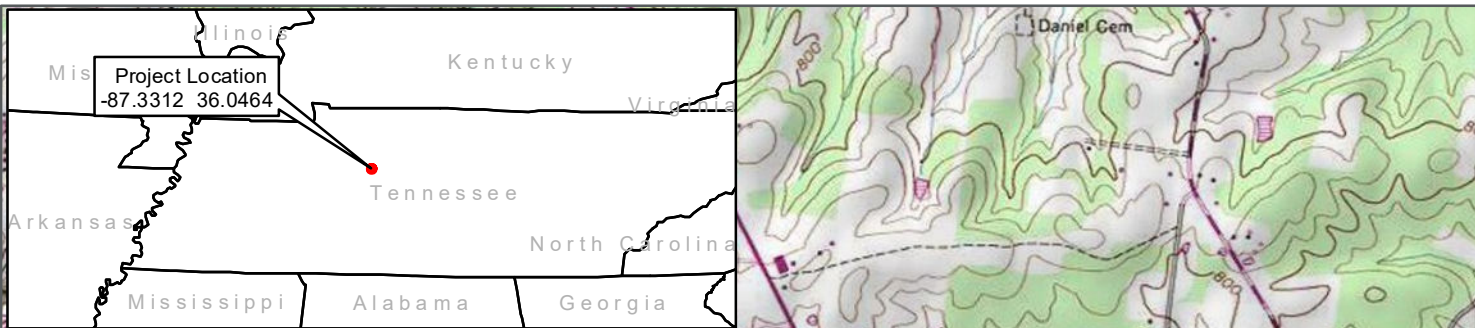 Illinois
Kentucky
Mis
Project Location
-87.3312 36.0464
Virginia
Tennessee
Arkansas
North Carolina
Mississippi
Alabama
Georgia
Daniel Cem
800
800
8